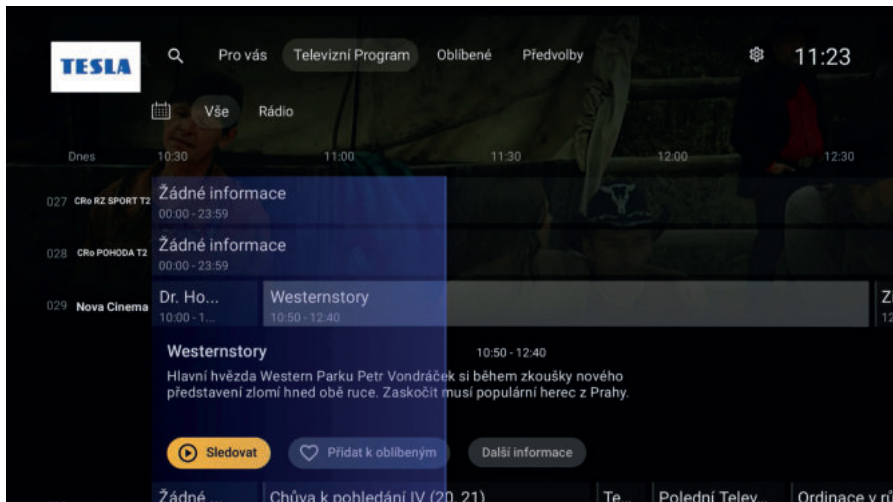 TESLA
Pro vás
Televizní Program
Oblíbené
Předvolby
11:23
Vše
Rádio
Dnes
10:30
11:00
11:30
12:00
12:30
027 CRo RZ SPORT T2
Žádné informace
00:00 - 23:59
028 CRo POHODA T2
Žádné informace
00:00 - 23:59
029 Nova Cinema
Dr. Ho...
10:00 - 1...
Westernstory
10:50 - 12:40
Westernstory
10:50 - 12:40
Hlavní hvězda Western Parku Petr Vondráček si během zkoušky nového
představení zlomí hned obě ruce. Zaskočit musí populární herec z Prahy.
Sledovat
Přidat k oblíbeným
Další informace
Žádné ...
Chůva k pohledání IV (20, 21)
Te...
Polední Telev...
Ordinace v